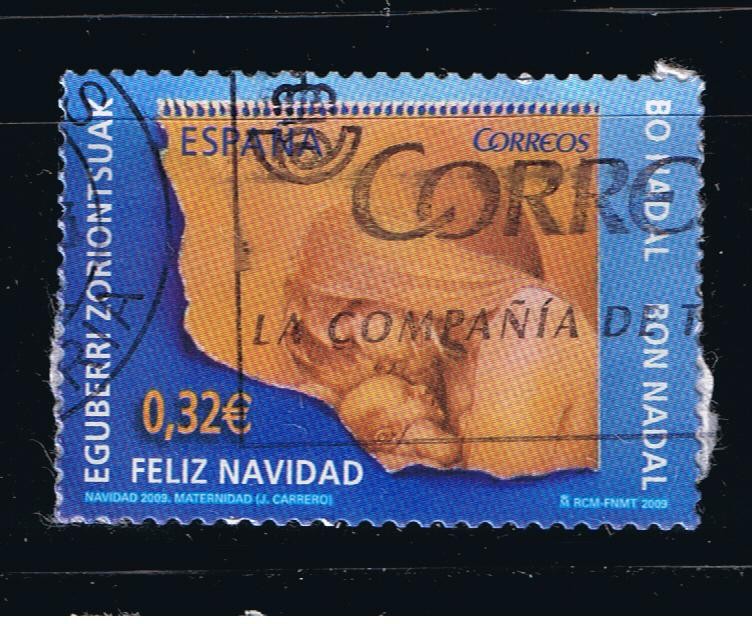 ESPAÑA
CORREOS
CORREO
LA COMPAÑÍA DE T
EGUBERRI ZORIONTSUAK
BO NADAL BON NADAL
0,32€
FELIZ NAVIDAD
NAVIDAD 2009. MATERNIDAD (J. CARRERO)
RCM-FNMT 2009